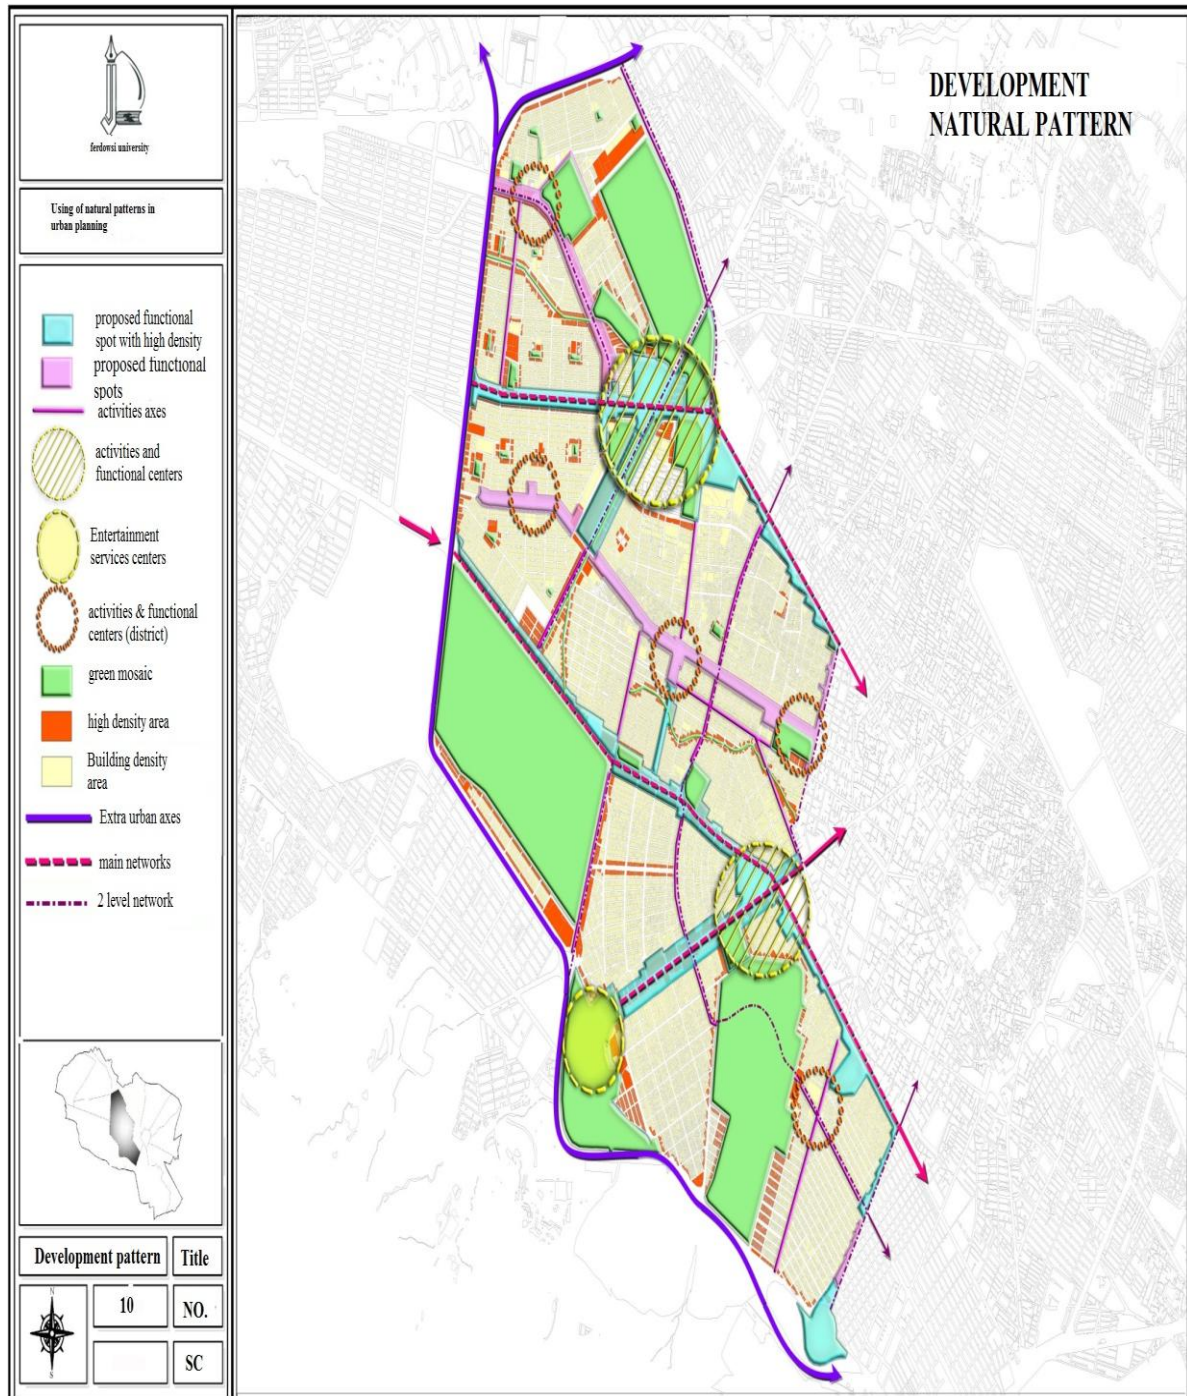 ferdowsi university
Using of natural patterns in
urban planning
proposed functional
spot with high density
proposed functional
spots
activities axes
activities and
functional centers
Entertainment
services centers
activities & functional
centers (district)
green mosaic
high density area
Building density
area
Extra urban axes
main networks
2 level network
Development pattern
Title
10
NO.
SC
N
S
DEVELOPMENT
NATURAL PATTERN